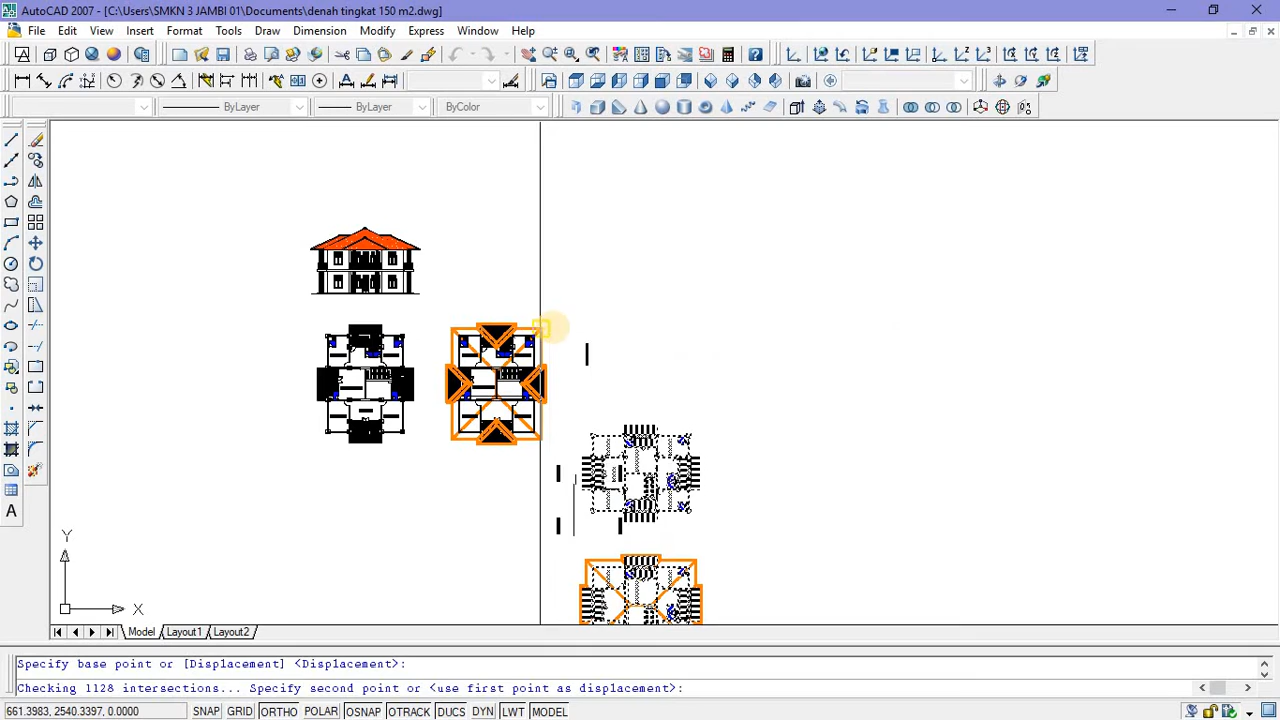 AutoCAD 2007 - [C:\Users\SMKN 3 JAMBI 01\Documents\denah tingkat 150 m2.dwg]
File Edit View Insert Format Tools Draw Dimension Modify Express Window Help
ByLayer ByLayer ByColor
Y
X
A
Model Layout1 Layout2
Specify base point or [Displacement] <Displacement>:
Checking 1128 intersections... Specify second point or <use first point as displacement>:
661.3983, 2540.3397, 0.0000 SNAP GRID ORTHO POLAR OSNAP OTRACK DUCS DYN LWT MODEL